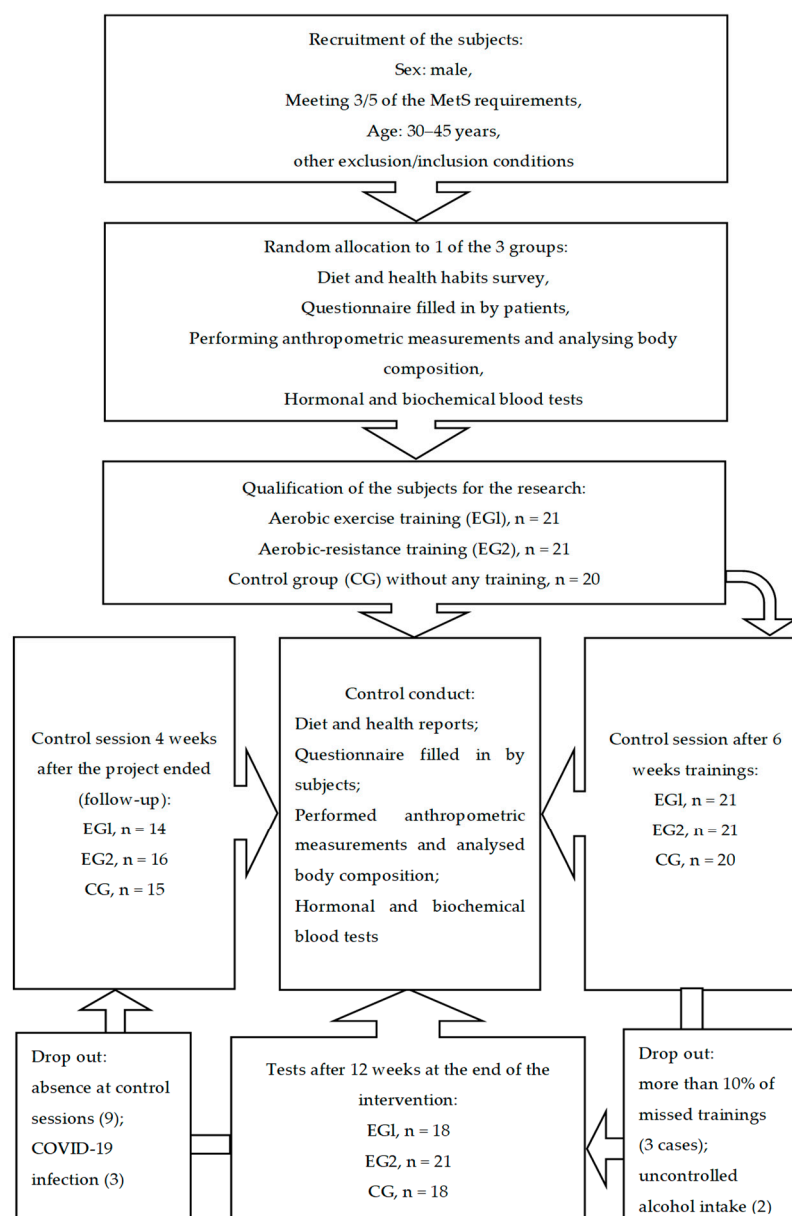 Recruitment of the subjects:
Sex: male,
Meeting 3/5 of the MetS requirements,
Age: 30–45 years,
other exclusion/inclusion conditions
Random allocation to 1 of the 3 groups:
Diet and health habits survey,
Questionnaire filled in by patients,
Performing anthropometric measurements and analysing body
composition,
Hormonal and biochemical blood tests
Qualification of the subjects for the research:
Aerobic exercise training (EGl), n = 21
Aerobic-resistance training (EG2), n = 21
Control group (CG) without any training, n = 20
Control session after 6
weeks trainings:
EGl, n = 21
EG2, n = 21
CG, n = 20
Control conduct:
Diet and health reports;
Questionnaire filled in by
subjects;
Performed anthropometric
measurements and analysed
body composition;
Hormonal and biochemical
blood tests
Control session 4 weeks
after the project ended
(follow-up):
EGl, n = 14
EG2, n = 16
CG, n = 15
Drop out:
more than 10% of
missed trainings
(3 cases);
uncontrolled
alcohol intake (2)
Tests after 12 weeks at the end of the
intervention:
EGl, n = 18
EG2, n = 21
CG, n = 18
Drop out:
absence at control
sessions (9);
COVID-19
infection (3)